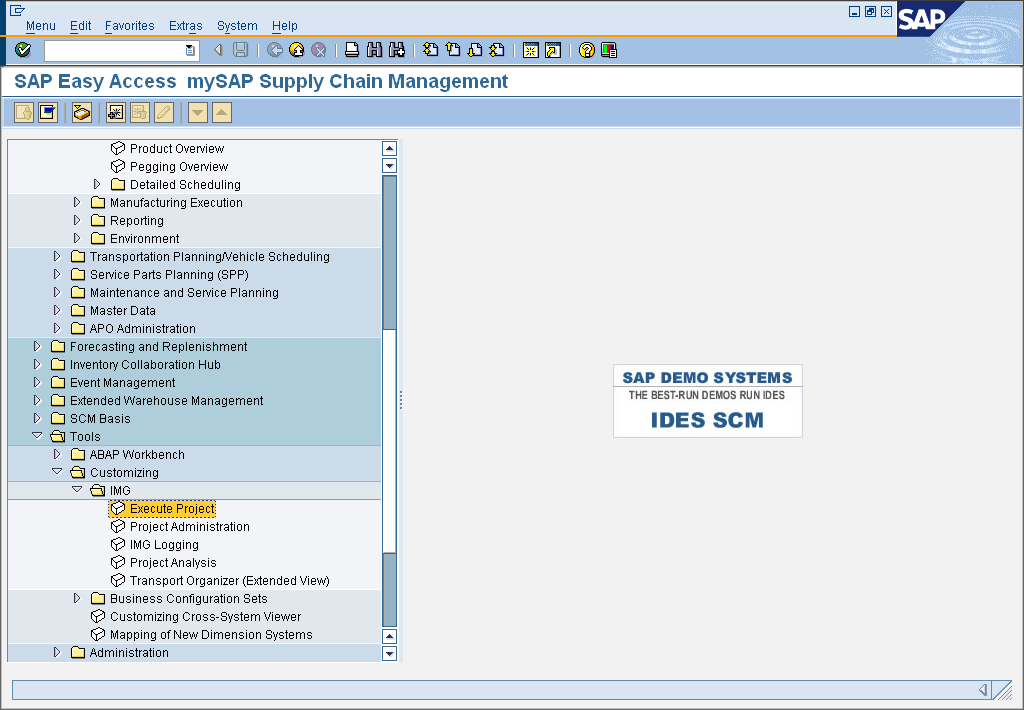 Menu Edit Favorites Extras System Help
SAP
SAP Easy Access mySAP Supply Chain Management
Product Overview
Pegging Overview
Detailed Scheduling
Manufacturing Execution
Reporting
Environment
Transportation Planning/Vehicle Scheduling
Service Parts Planning (SPP)
Maintenance and Service Planning
Master Data
APO Administration
Forecasting and Replenishment
Inventory Collaboration Hub
Event Management
Extended Warehouse Management
SCM Basis
Tools
ABAP Workbench
Customizing
IMG
Execute Project
Project Administration
IMG Logging
Project Analysis
Transport Organizer (Extended View)
Business Configuration Sets
Customizing Cross-System Viewer
Mapping of New Dimension Systems
Administration
SAP DEMO SYSTEMS
THE BEST-RUN DEMOS RUN IDES
IDES SCM